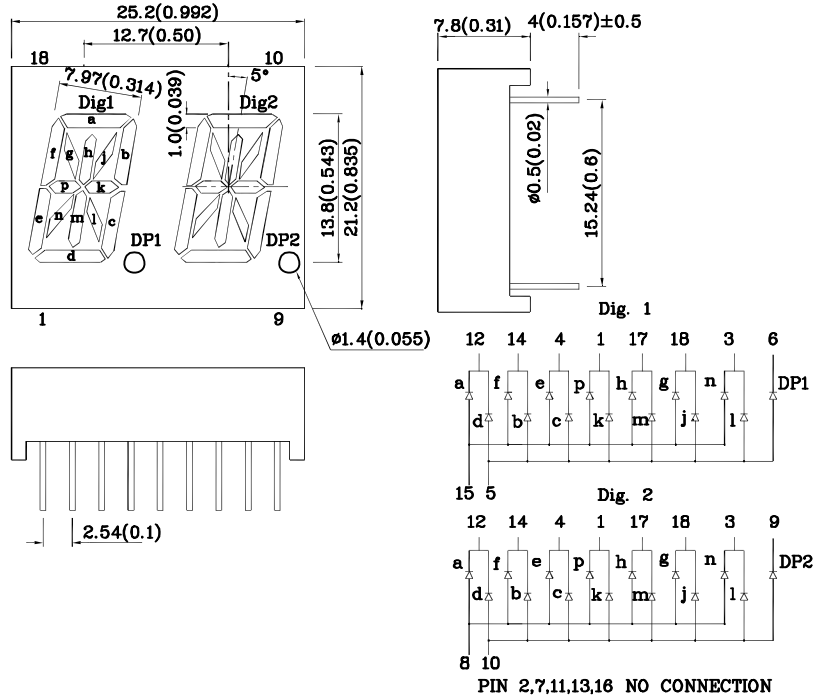 25.2(0.992)
12.7(0.50)
18
10
7.97(0.314)
5°
1.0(0.039)
Dig1
Dig2
a
f
g
h
j
b
p
k
e
n
m
l
c
d
DP1
DP2
13.8(0.543)
21.2(0.835)
1
9
ø1.4(0.055)
7.8(0.31)
4(0.157)±0.5
ø0.5(0.02)
15.24(0.6)
2.54(0.1)
Dig. 1
12 14 4 1 17 18 3 6
a f e p h g n DP1
d b c k m j l
15 5
Dig. 2
12 14 4 1 17 18 3 9
a f e p h g n DP2
d b c k m j l
8 10
PIN 2,7,11,13,16 NO CONNECTION